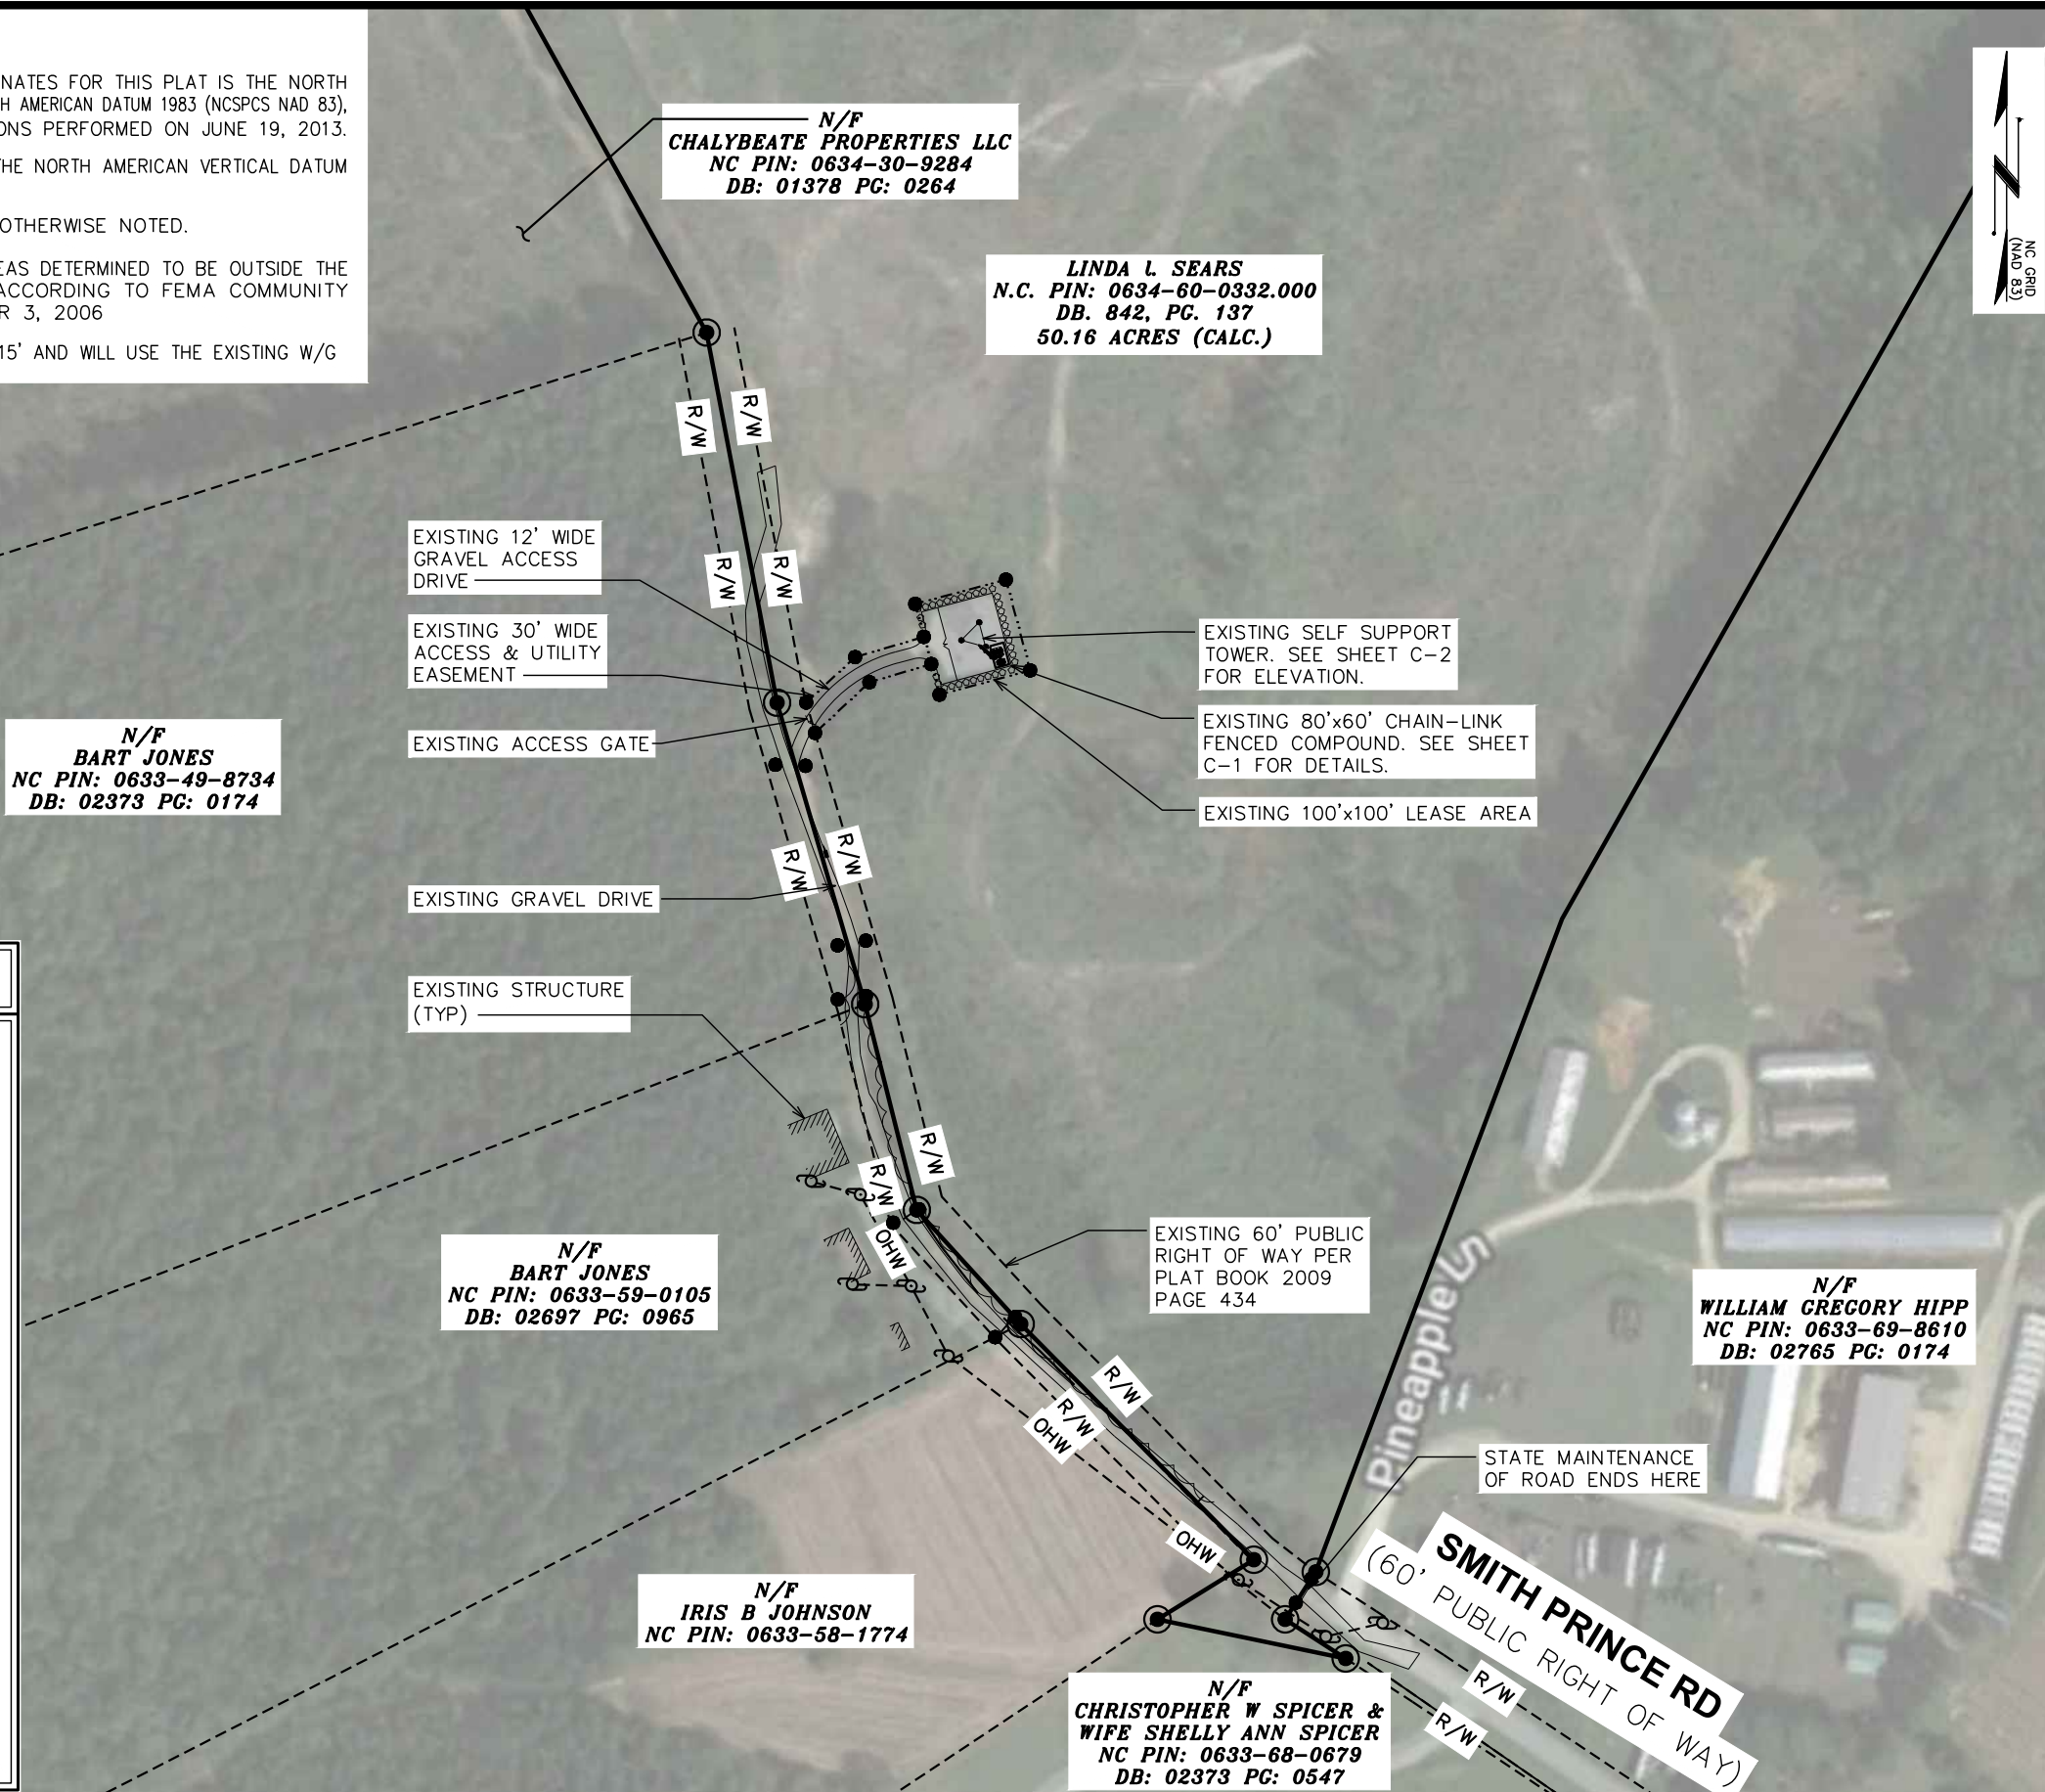 NATES FOR THIS PLAT IS THE NORTH
H AMERICAN DATUM 1983 (NCSPCS NAD 83),
ONS PERFORMED ON JUNE 19, 2013.
THE NORTH AMERICAN VERTICAL DATUM
OTHERWISE NOTED.
EAS DETERMINED TO BE OUTSIDE THE
ACCORDING TO FEMA COMMUNITY
R 3, 2006
15' AND WILL USE THE EXISTING W/G
N/F
CHALYBEATE PROPERTIES LLC
NC PIN: 0634-30-9284
DB: 01378 PG: 0264
NC GRID
(NAD 83)
LINDA l. SEARS
N.C. PIN: 0634-60-0332.000
DB. 842, PG. 137
50.16 ACRES (CALC.)
R/W
R/W
R/W
R/W
EXISTING 12' WIDE
GRAVEL ACCESS
DRIVE
EXISTING 30' WIDE
ACCESS & UTILITY
EASEMENT
EXISTING ACCESS GATE
EXISTING SELF SUPPORT
TOWER. SEE SHEET C-2
FOR ELEVATION.
EXISTING 80'x60' CHAIN-LINK
FENCED COMPOUND. SEE SHEET
C-1 FOR DETAILS.
EXISTING 100'x100' LEASE AREA
N/F
BART JONES
NC PIN: 0633-49-8734
DB: 02373 PG: 0174
R/W
R/W
EXISTING GRAVEL DRIVE
EXISTING STRUCTURE
(TYP)
R/W
R/W
OHW
N/F
BART JONES
NC PIN: 0633-59-0105
DB: 02697 PG: 0965
EXISTING 60' PUBLIC
RIGHT OF WAY PER
PLAT BOOK 2009
PAGE 434
N/F
WILLIAM GREGORY HIPP
NC PIN: 0633-69-8610
DB: 02765 PG: 0174
Pineapple Ln
R/W
R/W
OHW
STATE MAINTENANCE
OF ROAD ENDS HERE
OHW
SMITH PRINCE RD
(60' PUBLIC RIGHT OF WAY)
N/F
IRIS B JOHNSON
NC PIN: 0633-58-1774
R/W
R/W
N/F
CHRISTOPHER W SPICER &
WIFE SHELLY ANN SPICER
NC PIN: 0633-68-0679
DB: 02373 PG: 0547